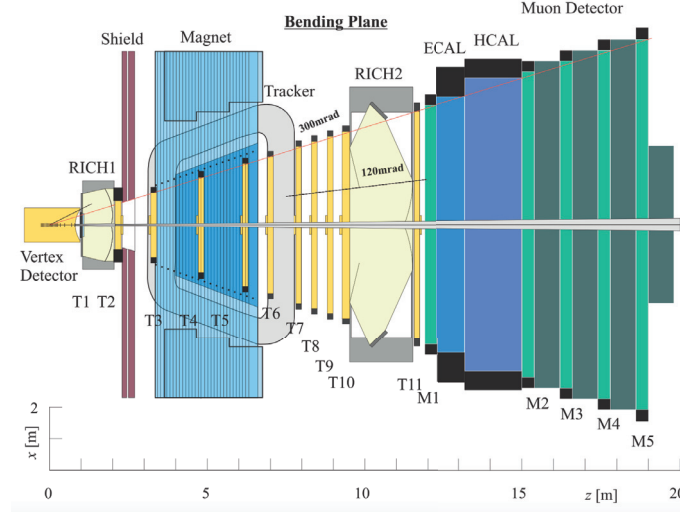 Bending Plane
Muon Detector
Shield
Magnet
ECAL
HCAL
RICH2
Tracker
300mrad
RICH1
120mrad
Vertex
Detector
T1
T2
T3
T4
T5
T6
T7
T8
T9
T10
T11
M1
M2
M3
M4
M5
2
x [m]
0
5
10
15
z [m]
20